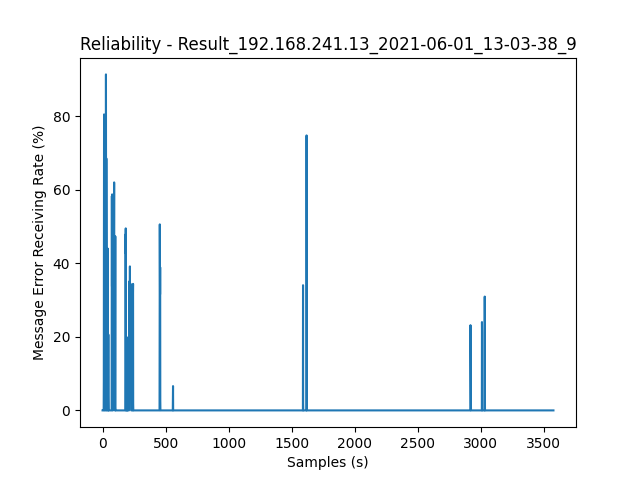 Reliability - Result_192.168.241.13_2021-06-01_13-03-38_9
Message Error Receiving Rate (%)
80
60
40
20
0
0 500 1000 1500 2000 2500 3000 3500
Samples (s)